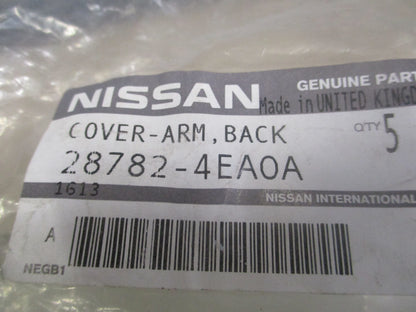 NISSAN
GENUINE PART
Made in UNITED KINGD
COVER-ARM, BACK
QTY 5
28782-4EA0A
1613
NISSAN INTERNATIONAL
A
NEGB1